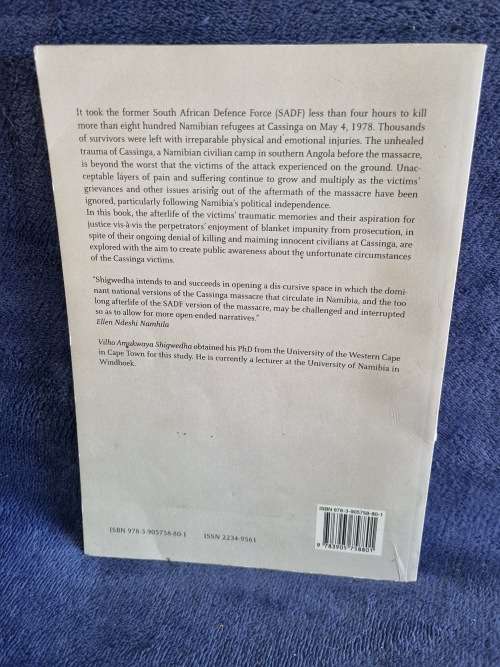 It took the former South African Defence Force (SADF) less than four hours to kill
more than eight hundred Namibian refugees at Cassinga on May 4, 1978. Thousands
of survivors were left with irreparable physical and emotional injuries. The unhealed
trauma of Cassinga, a Namibian civilian camp in southern Angola before the massacre,
is beyond the worst that the victims of the attack experienced on the ground. Unac-
ceptable layers of pain and suffering continue to grow and multiply as the victims'
grievances and other issues arising out of the aftermath of the massacre have been
ignored, particularly following Namibia's political independence.
In this book, the afterlife of the victims' traumatic memories and their aspiration for
justice vis-à-vis the perpetrators' enjoyment of blanket impunity from prosecution, in
spite of their ongoing denial of killing and maiming innocent civilians at Cassinga, are
explored with the aim to create public awareness about the unfortunate circumstances
of the Cassinga victims.
"Shigwedha intends to and succeeds in opening a dis-cursive space in which the domi
nant national versions of the Cassinga massacre that circulate in Namibia, and the too
long afterlife of the SADF version of the massacre, may be challenged and interrupted
so as to allow for more open-ended narratives."
Ellen Ndeshi Namhila
Vilho Amukwaya Shigwedha obtained his PhD from the University of the Western Cape
in Cape Town for this study. He is currently a lecturer at the University of Namibia in
Windhoek.
ISBN 978-3-905758-80-1
ISBN 978-3-905758-80-1 ISSN 2234-9561
9 783905 758801